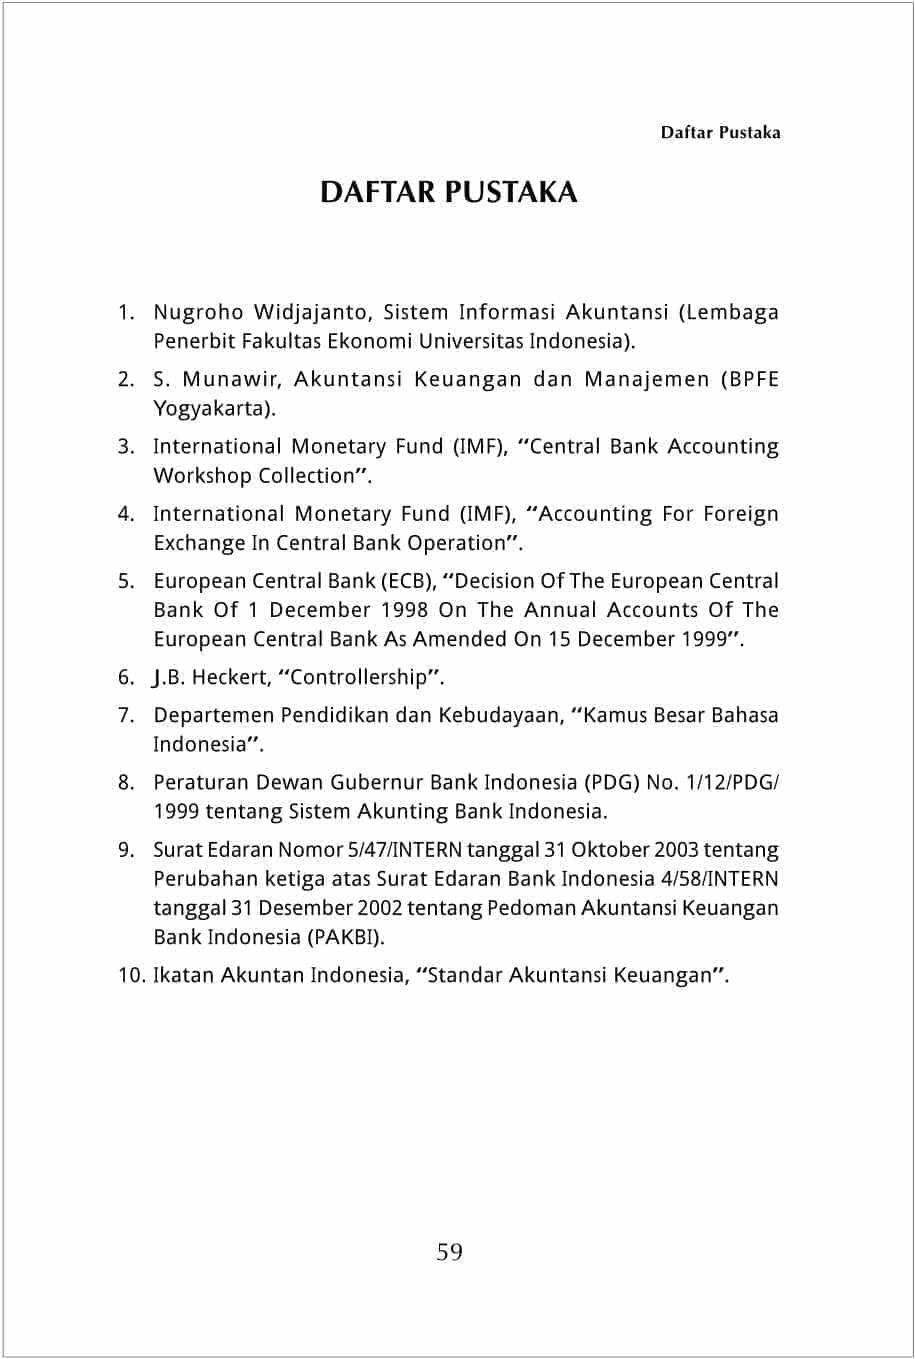 Daftar Pustaka
DAFTAR PUSTAKA
1. Nugroho Widjajanto, Sistem Informasi Akuntansi (Lembaga
Penerbit Fakultas Ekonomi Universitas Indonesia).
2. S. Munawir, Akuntansi Keuangan dan Manajemen (BPFE
Yogyakarta).
3. International Monetary Fund (IMF), “Central Bank Accounting
Workshop Collection”.
4. International Monetary Fund (IMF), “Accounting For Foreign
Exchange In Central Bank Operation”.
5. European Central Bank (ECB), “Decision Of The European Central
Bank Of 1 December 1998 On The Annual Accounts Of The
European Central Bank As Amended On 15 December 1999”.
6. J.B. Heckert, “Controllership”.
7. Departemen Pendidikan dan Kebudayaan, “Kamus Besar Bahasa
Indonesia”.
8. Peraturan Dewan Gubernur Bank Indonesia (PDG) No. 1/12/PDG/
1999 tentang Sistem Akunting Bank Indonesia.
9. Surat Edaran Nomor 5/47/INTERN tanggal 31 Oktober 2003 tentang
Perubahan ketiga atas Surat Edaran Bank Indonesia 4/58/INTERN
tanggal 31 Desember 2002 tentang Pedoman Akuntansi Keuangan
Bank Indonesia (PAKBI).
10. Ikatan Akuntan Indonesia, “Standar Akuntansi Keuangan”.
59